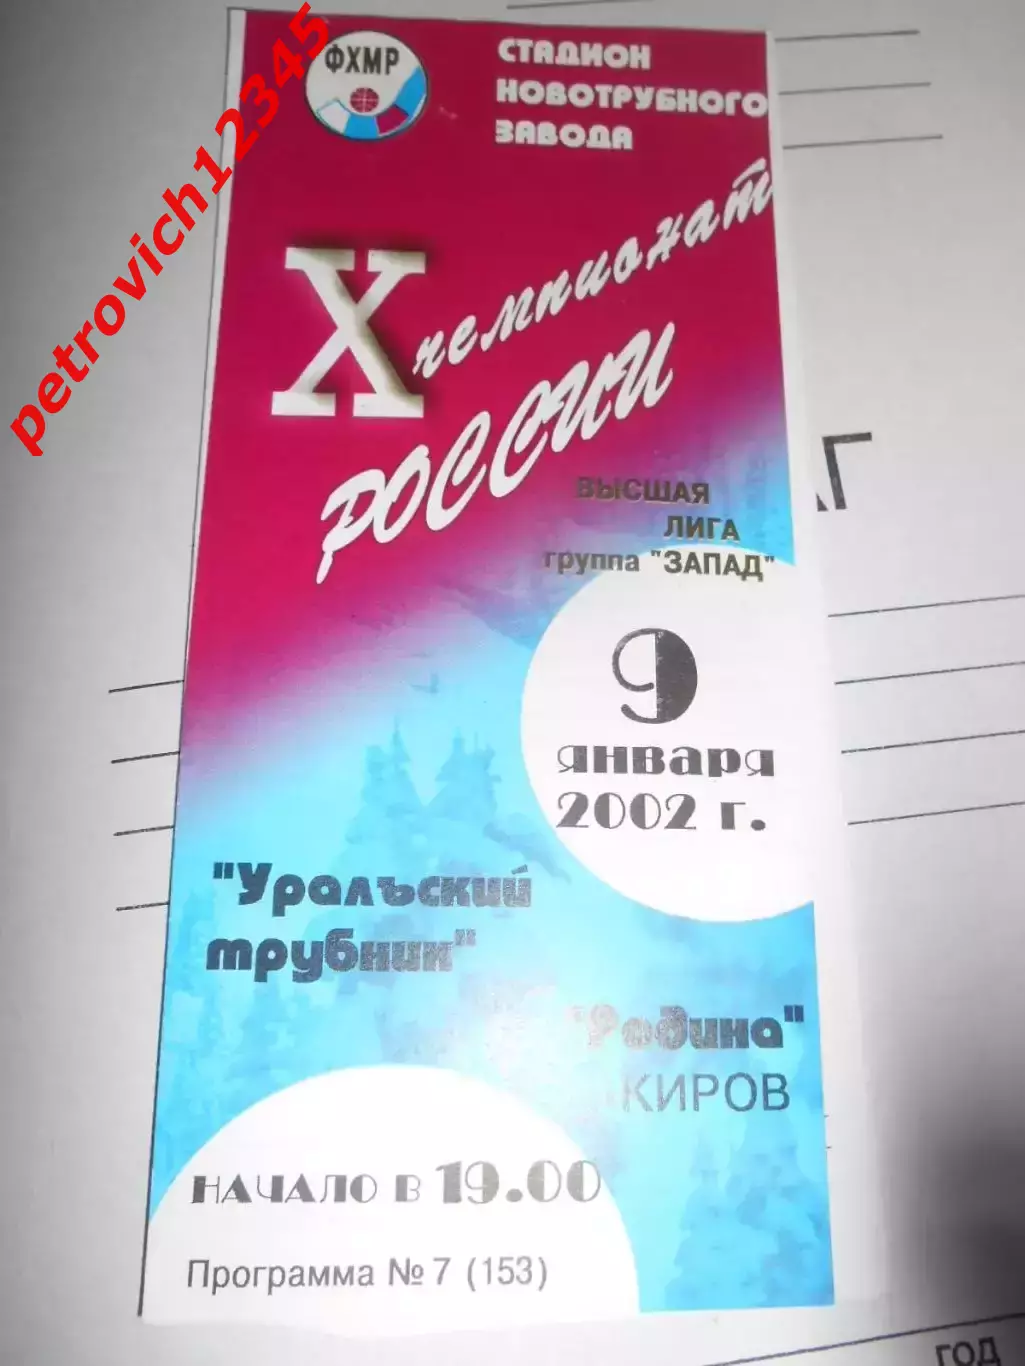 petrovich12345
ФХМР
СТАДИОН
НОВОТРУБНОГО
ЗАВОДА
X чемпионат
РОССИИ
ВЫСШАЯ
ЛИГА
группа "ЗАПАД"
9
января
2002 г.
"Уральский
трубник"
"Родина"
КИРОВ
НАЧАЛО В 19.00
Программа № 7 (153)
год